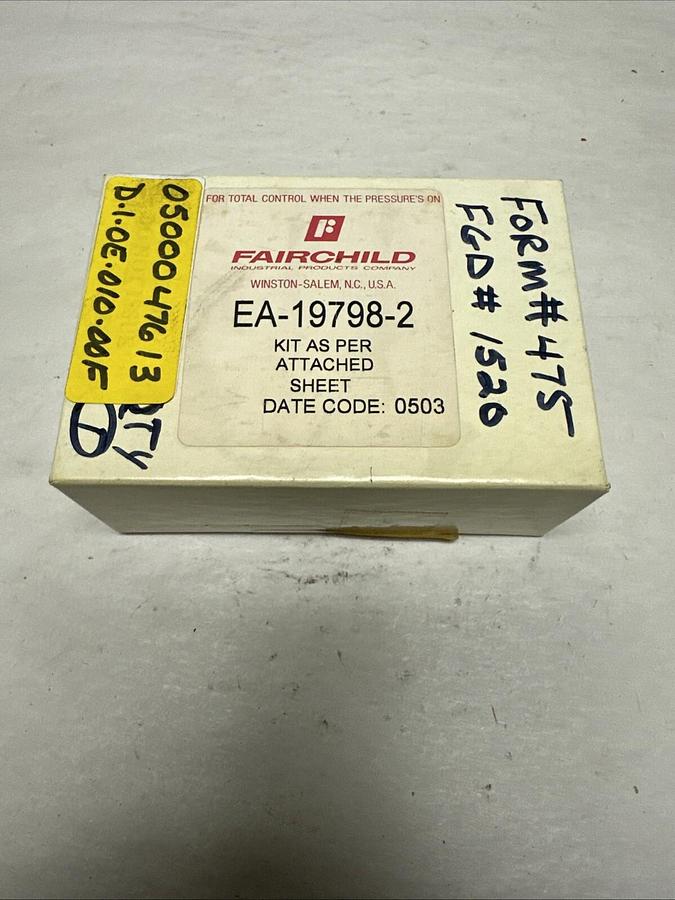 FOR TOTAL CONTROL WHEN THE PRESSURE'S ON
FAIRCHILD
INDUSTRIAL PRODUCTS COMPANY
WINSTON-SALEM, N.C., U.S.A.
EA-19798-2
KIT AS PER
ATTACHED
SHEET
DATE CODE: 0503
0500047613
D.1.0E.010.00F
QTY
1
FORM # 475
FGD# 1520